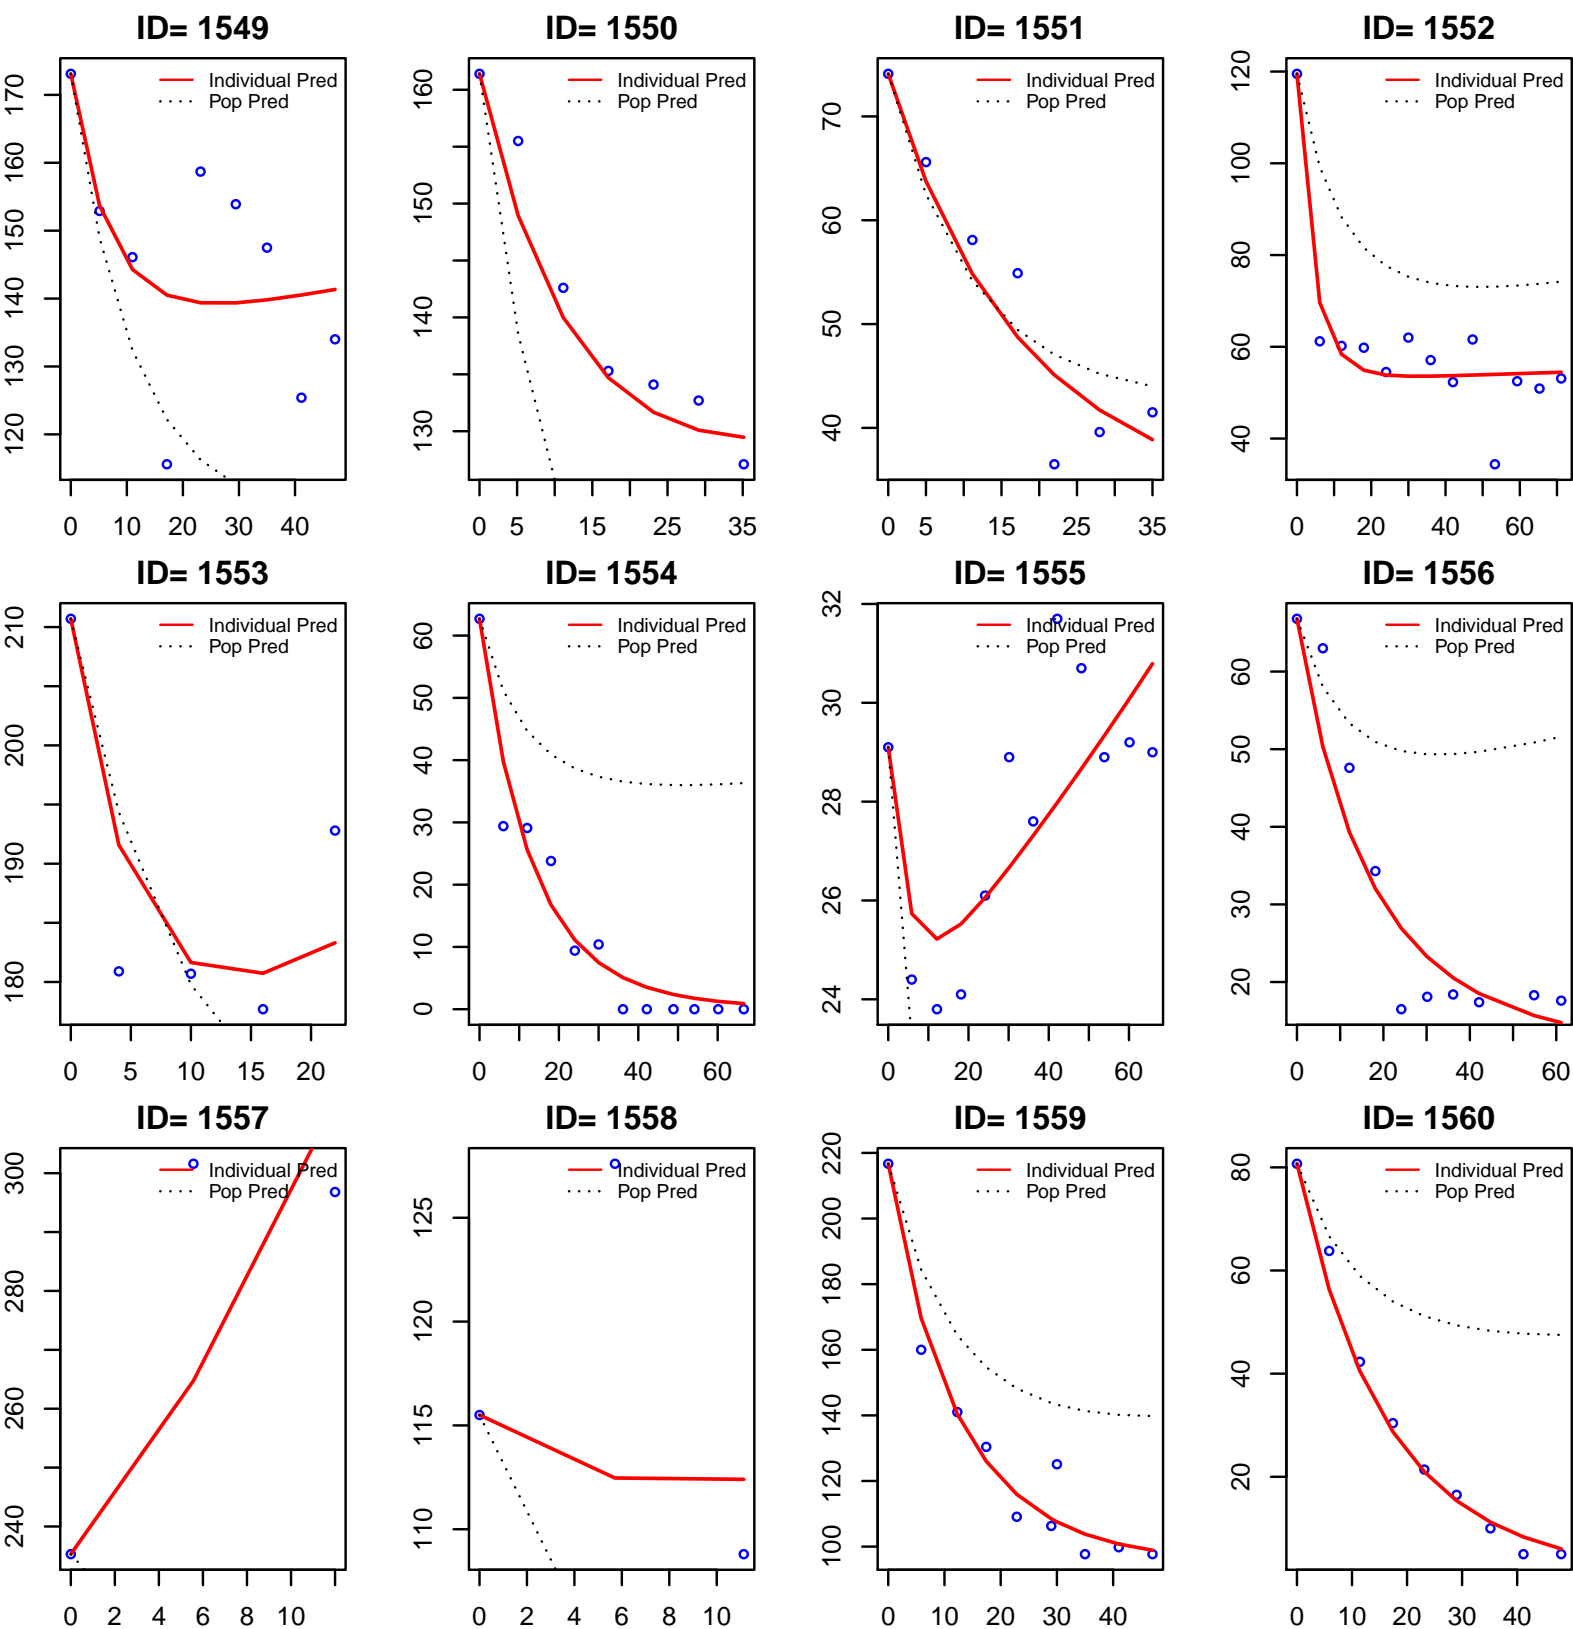 ID= 1549
ID= 1550
ID= 1551
ID= 1552
Individual Pred
Pop Pred
Individual Pred
Pop Pred
Individual Pred
Pop Pred
Individual Pred
Pop Pred
120 130 140 150 160 170
130 140 150 160
40 50 60 70
40 60 80 100 120
0 10 20 30 40
0 5 15 25 35
0 5 15 25 35
0 20 40 60
ID= 1553
ID= 1554
ID= 1555
ID= 1556
Individual Pred
Pop Pred
Individual Pred
Pop Pred
Individual Pred
Pop Pred
Individual Pred
Pop Pred
180 190 200 210
0 10 20 30 40 50 60
24 26 28 30 32
20 30 40 50 60
0 5 10 15 20
0 20 40 60
0 20 40 60
0 20 40 60
ID= 1557
ID= 1558
ID= 1559
ID= 1560
Individual Pred
Pop Pred
Individual Pred
Pop Pred
Individual Pred
Pop Pred
Individual Pred
Pop Pred
240 260 280 300
110 115 120 125
100 120 140 160 180 200 220
20 40 60 80
0 2 4 6 8 10
0 2 4 6 8 10
0 10 20 30 40
0 10 20 30 40